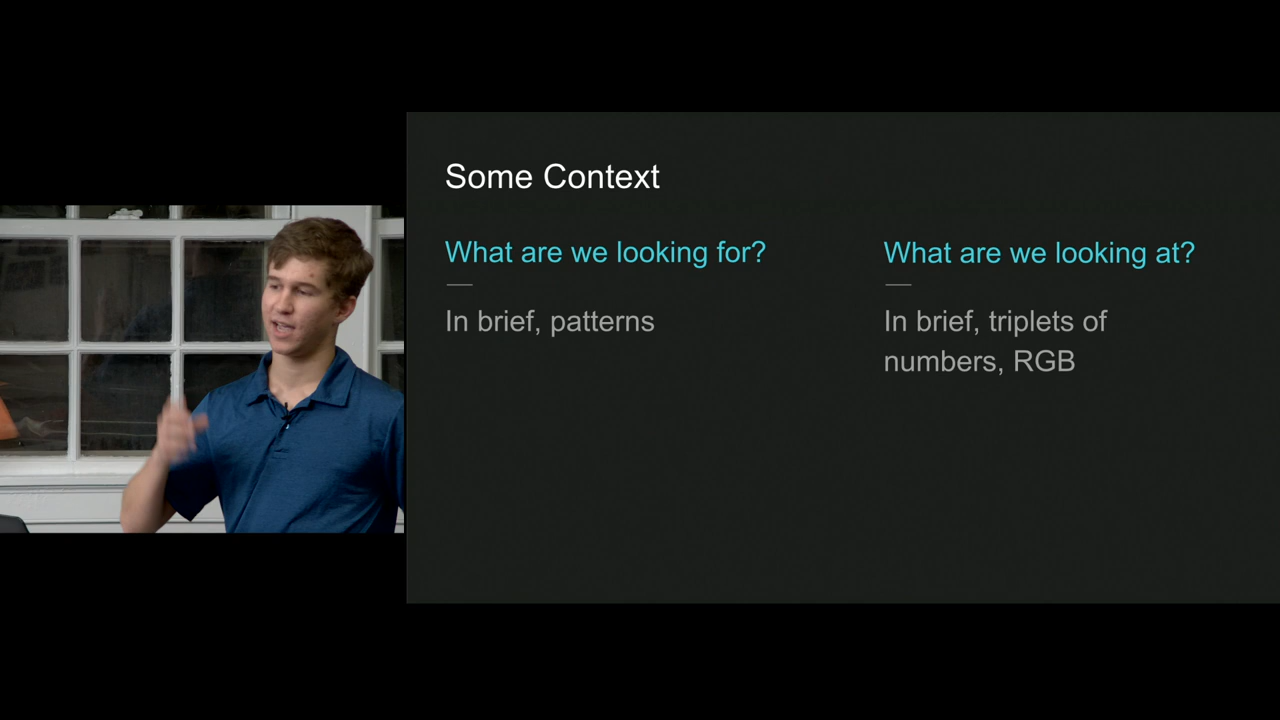 Some Context
What are we looking for?
In brief, patterns
What are we looking at?
In brief, triplets of
numbers, RGB